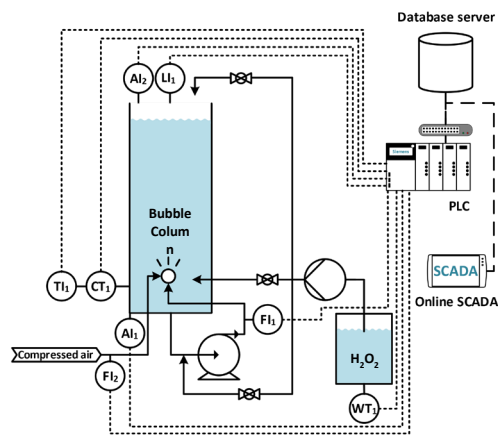 Database server
AI2
LI1
Siemens
PLC
Bubble
Colum
n
SCADA
Online SCADA
TI1
CT1
AI1
FI1
Compressed air
FI2
H2O2
WT1